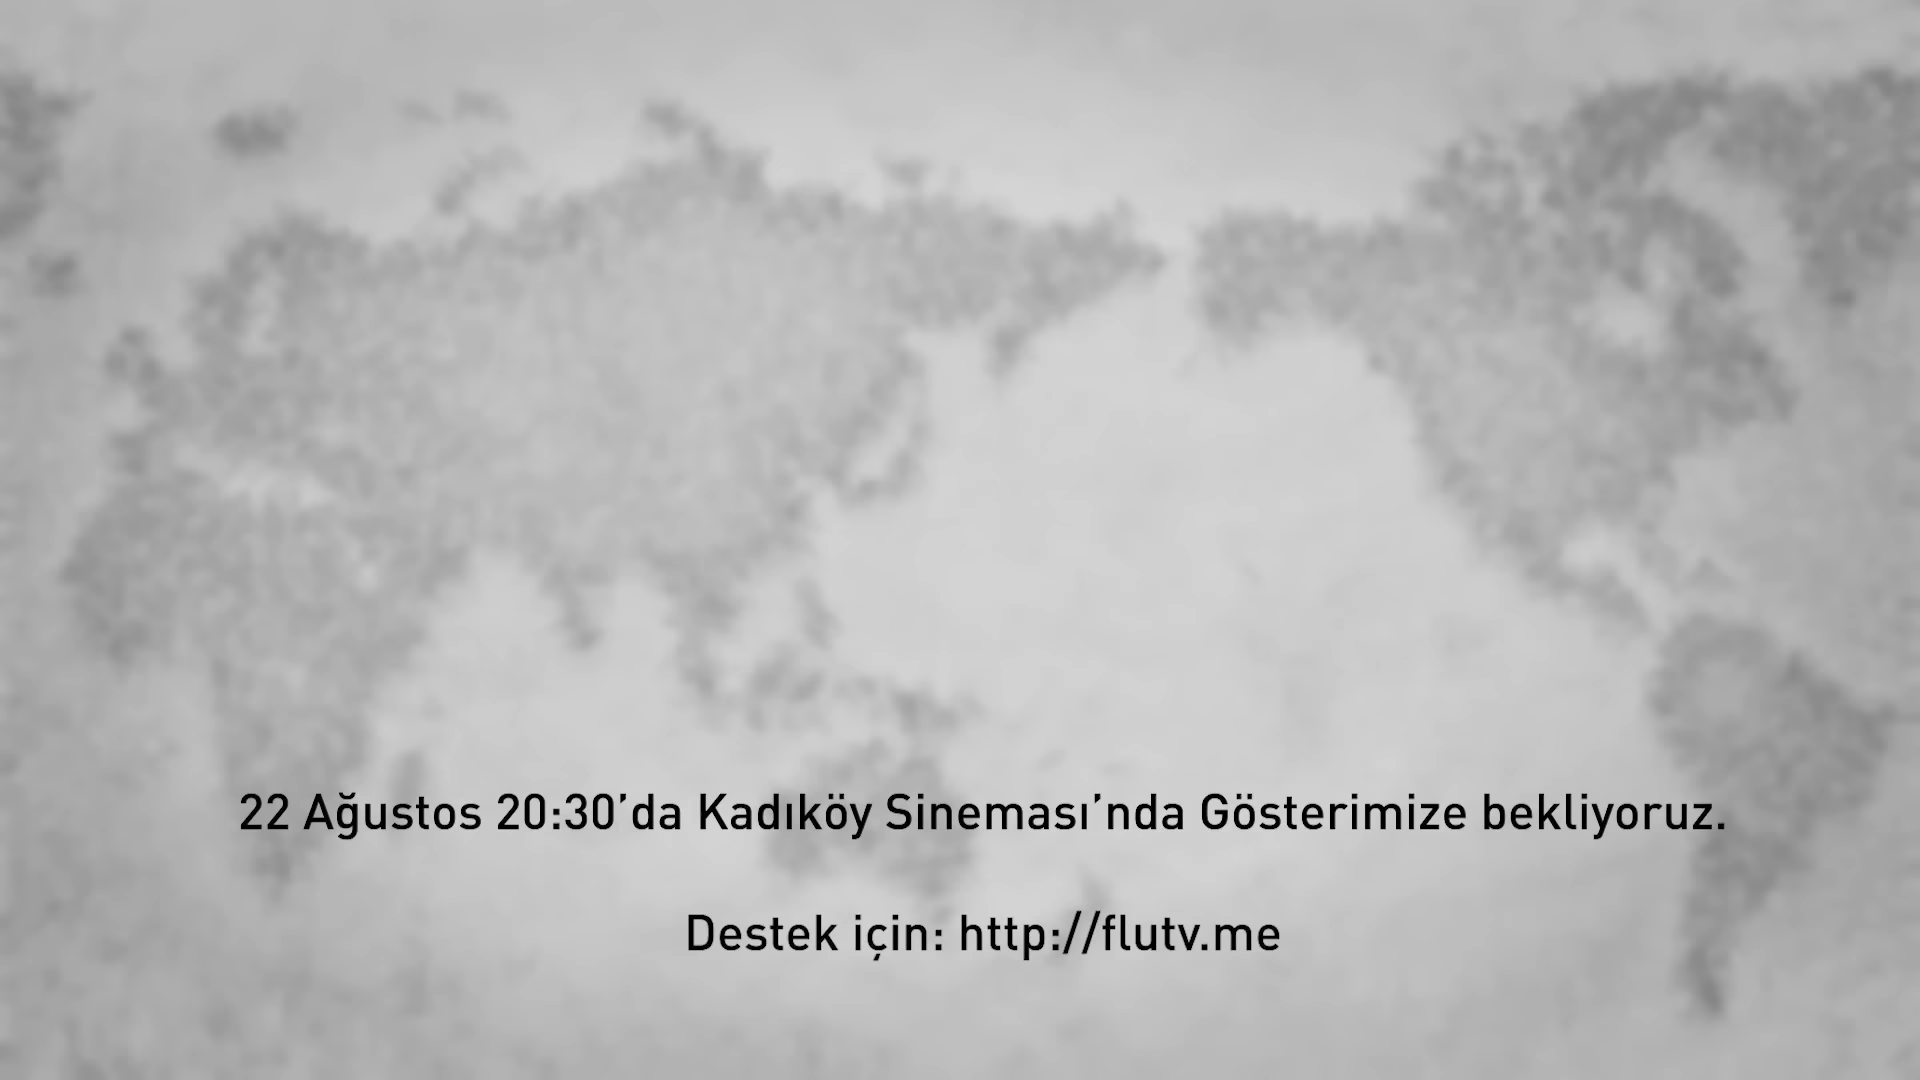 22 Ağustos 20:30’da Kadıköy Sineması’nda Gösterimize bekliyoruz.
Destek için: http://flutv.me